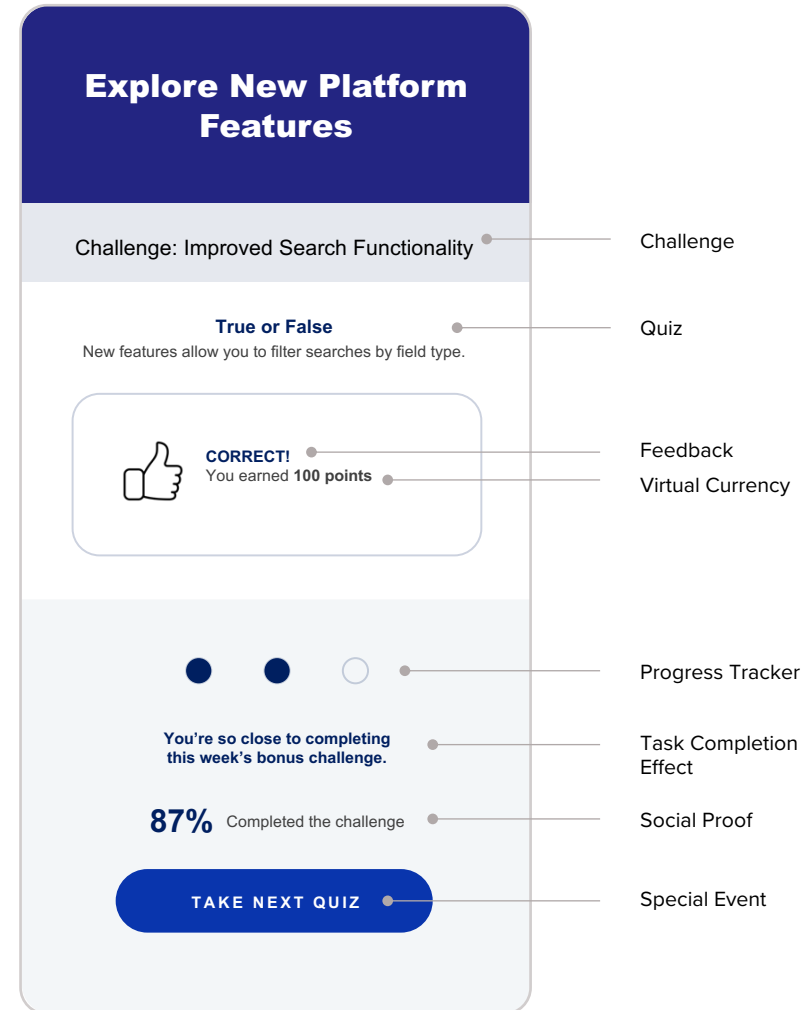 Explore New Platform
Features
Challenge: Improved Search Functionality
Challenge
True or False
Quiz
New features allow you to filter searches by field type.
CORRECT!
Feedback
You earned 100 points
Virtual Currency
Progress Tracker
You’re so close to completing
this week’s bonus challenge.
Task Completion
Effect
87% Completed the challenge
Social Proof
TAKE NEXT QUIZ
Special Event